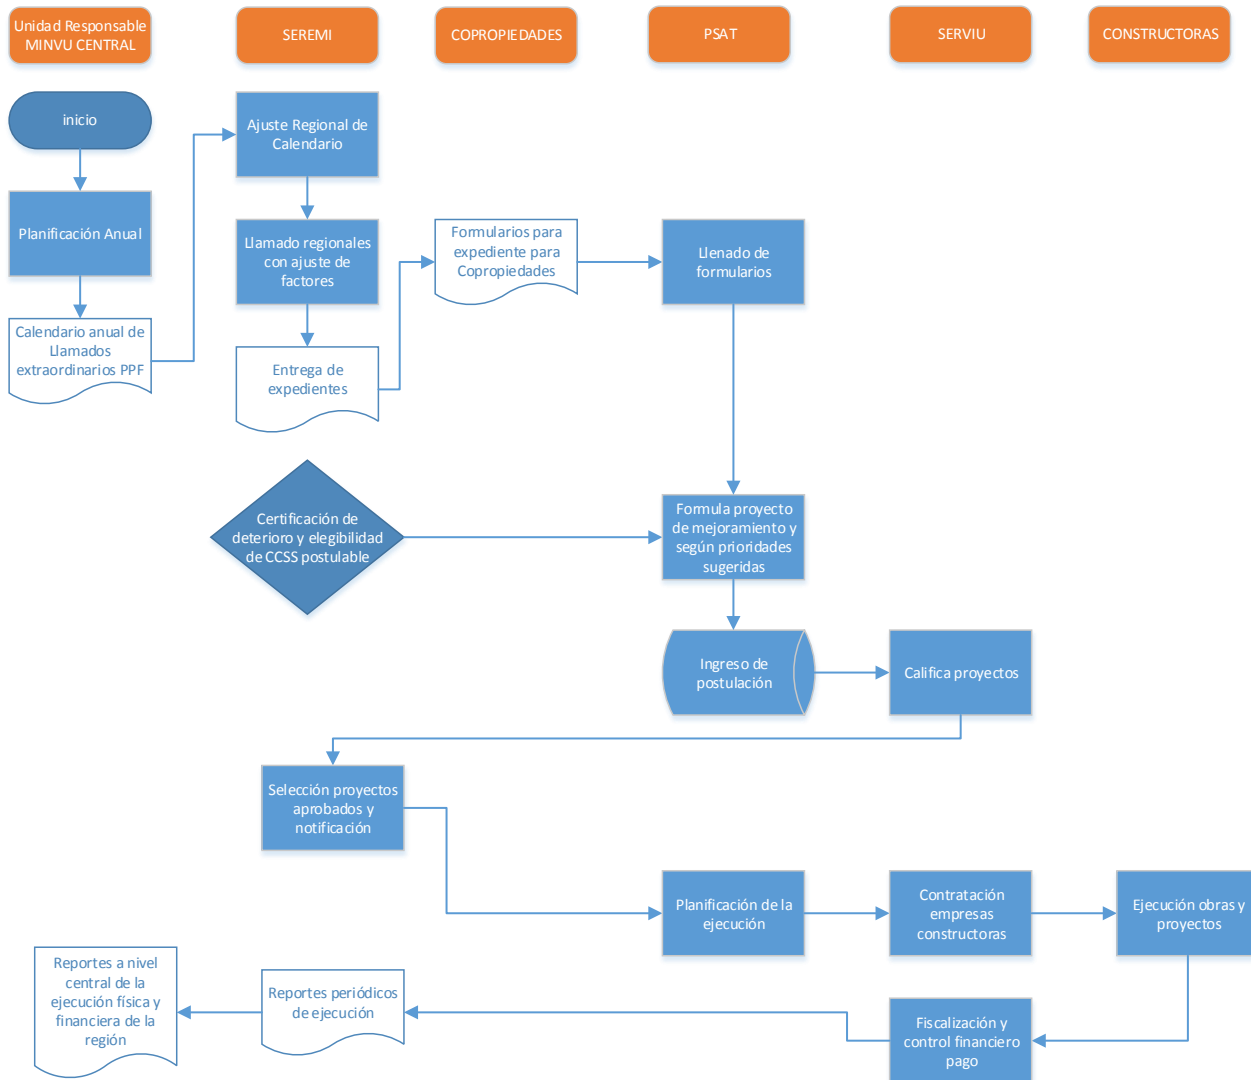 Unidad Responsable
MINVU CENTRAL
SEREMI
COPROPIEDADES
PSAT
SERVIU
CONSTRUCTORAS
inicio
Ajuste Regional de
Calendario
Planificación Anual
Llamado regionales
con ajuste de
factores
Formularios para
expediente para
Copropiedades
Llenado de
formularios
Calendario anual de
Llamados
extraordinarios PPF
Entrega de
expedientes
Certificación de
deterioro y elegibilidad
de CCSS postulable
Formula proyecto
de mejoramiento y
según prioridades
sugeridas
Ingreso de
postulación
Califica proyectos
Selección proyectos
aprobados y
notificación
Planificación de la
ejecución
Contratación
empresas
constructoras
Ejecución obras y
proyectos
Reportes a nivel
central de la
ejecución física y
financiera de la
región
Reportes periódicos
de ejecución
Fiscalización y
control financiero
pago